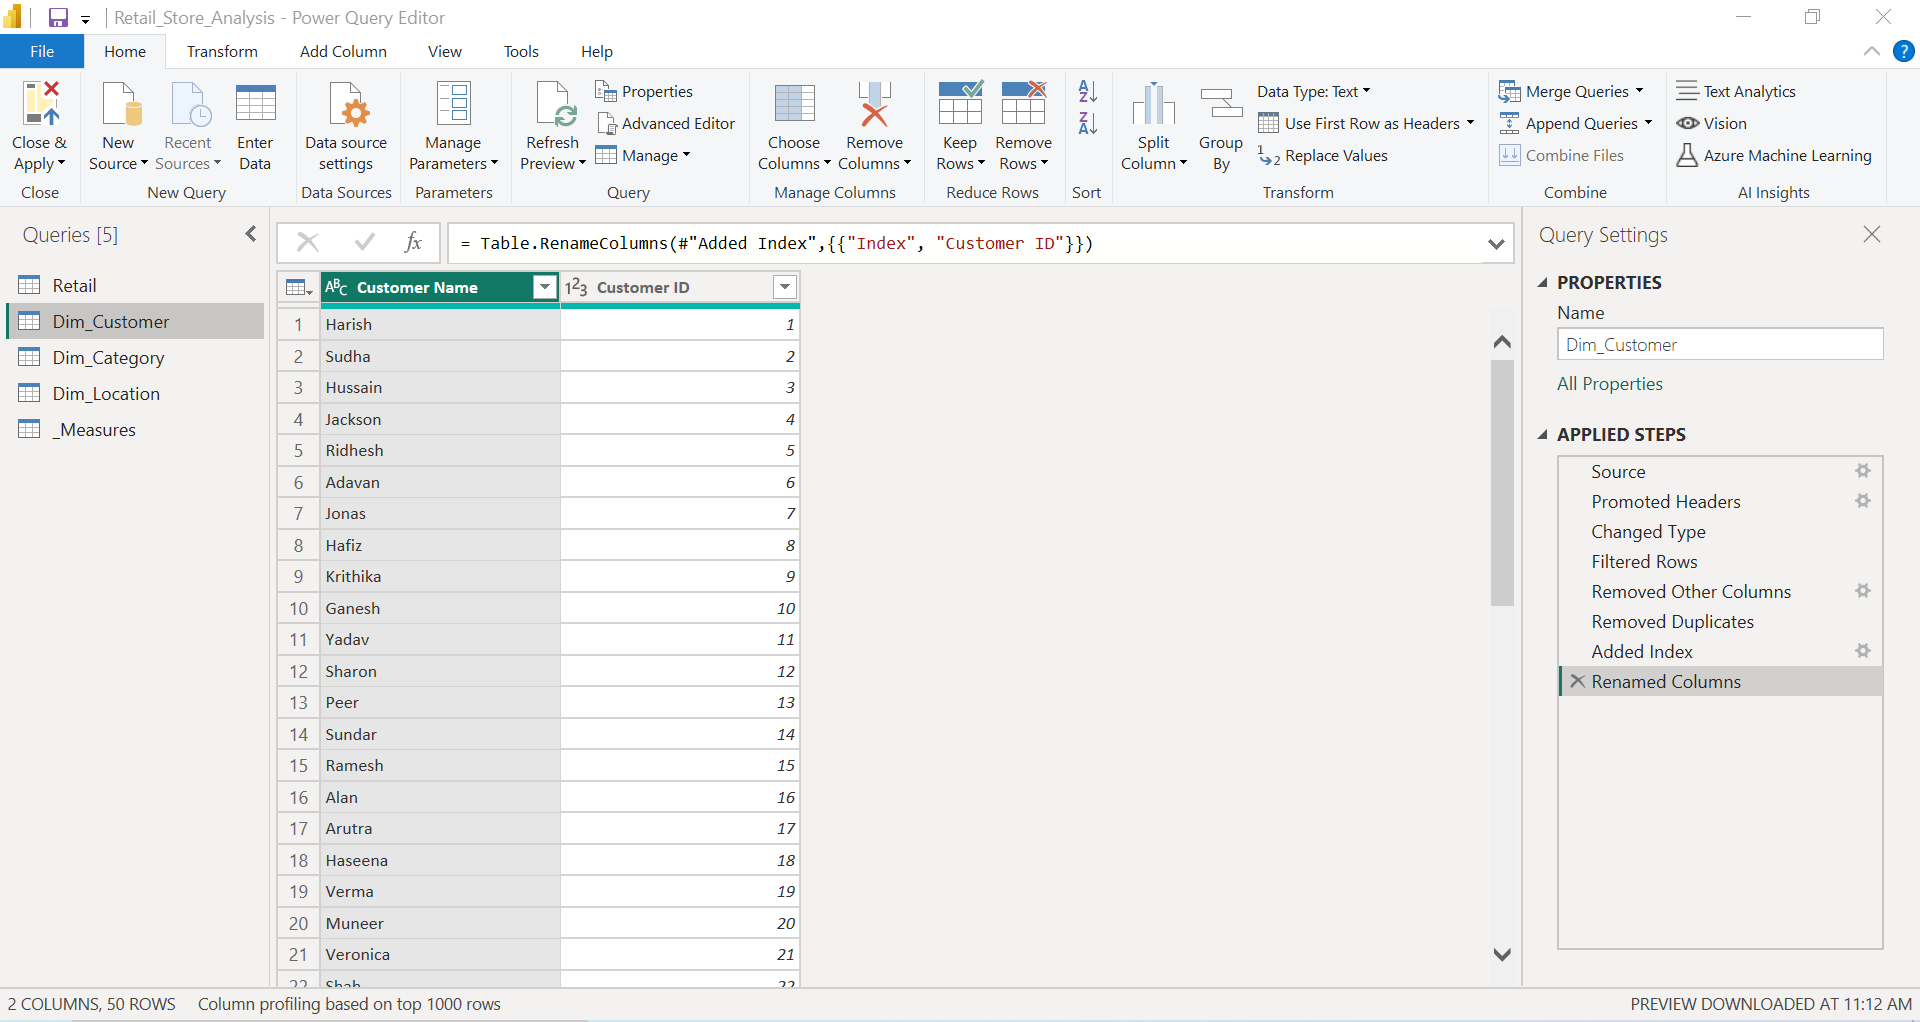 Retail_Store_Analysis - Power Query Editor
File Home Transform Add Column View Tools Help
Close & Apply
New Source
Recent Sources
Enter Data
Data source settings
Manage Parameters
Refresh Preview
Properties
Advanced Editor
Manage
Choose Columns
Remove Columns
Keep Rows
Remove Rows
Split Column
Group By
Data Type: Text
Use First Row as Headers
Replace Values
Merge Queries
Append Queries
Combine Files
Text Analytics
Vision
Azure Machine Learning
Close New Query Data Sources Parameters Query Manage Columns Reduce Rows Sort Transform Combine AI Insights
Queries [5]
Retail
Dim_Customer
Dim_Category
Dim_Location
_Measures
fx = Table.RenameColumns(#"Added Index",{{"Index", "Customer ID"}})
ABC Customer Name 123 Customer ID
1 Harish 1
2 Sudha 2
3 Hussain 3
4 Jackson 4
5 Ridhesh 5
6 Adavan 6
7 Jonas 7
8 Hafiz 8
9 Krithika 9
10 Ganesh 10
11 Yadav 11
12 Sharon 12
13 Peer 13
14 Sundar 14
15 Ramesh 15
16 Alan 16
17 Arutra 17
18 Haseena 18
19 Verma 19
20 Muneer 20
21 Veronica 21
22 Shah 22
Query Settings
PROPERTIES
Name
Dim_Customer
All Properties
APPLIED STEPS
Source
Promoted Headers
Changed Type
Filtered Rows
Removed Other Columns
Removed Duplicates
Added Index
Renamed Columns
2 COLUMNS, 50 ROWS Column profiling based on top 1000 rows PREVIEW DOWNLOADED AT 11:12 AM